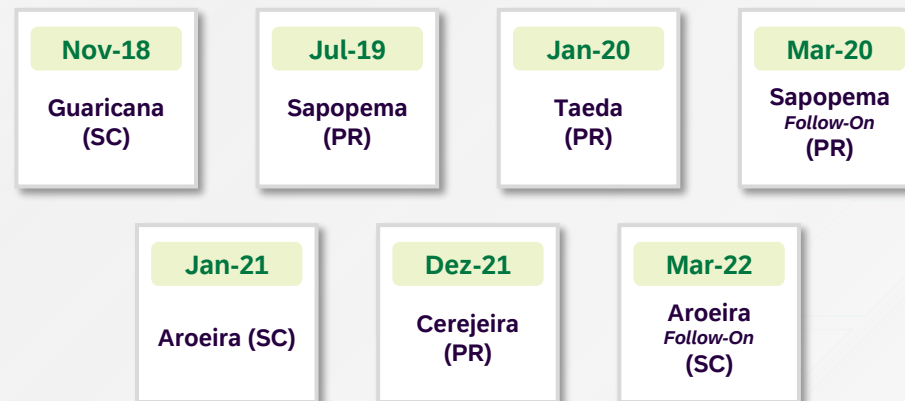 Nov-18
Guaricana
(SC)
Jul-19
Sapopema
(PR)
Jan-20
Taeda
(PR)
Mar-20
Sapopema
Follow-On
(PR)
Jan-21
Aroeira (SC)
Dez-21
Cerejeira
(PR)
Mar-22
Aroeira
Follow-On
(SC)